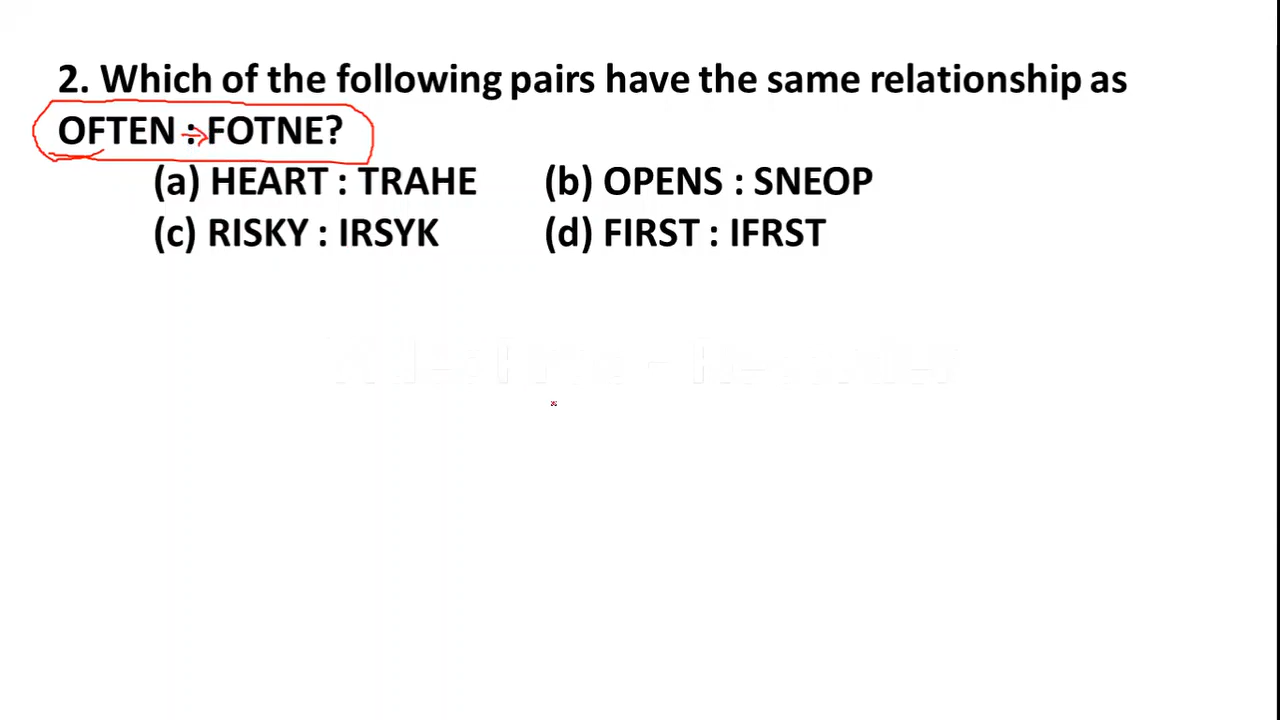 2. Which of the following pairs have the same relationship as
OFTEN : FOTNE?
(a) HEART : TRAHE (b) OPENS : SNEOP
(c) RISKY : IRSYK (d) FIRST : IFRST